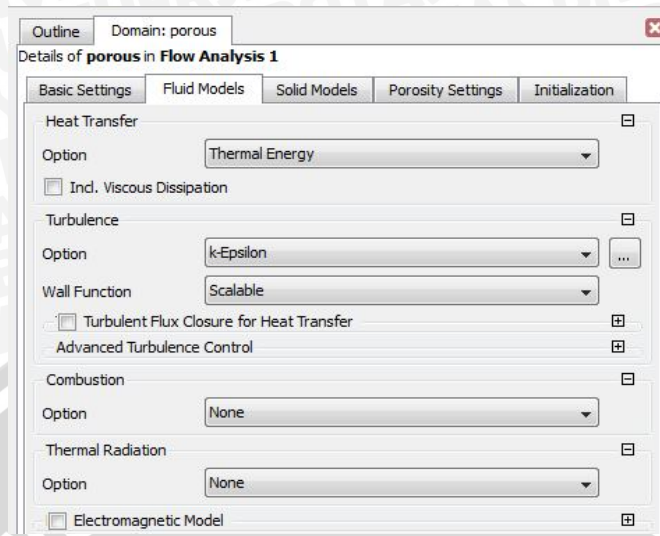 Outline Domain: porous
Details of porous in Flow Analysis 1
Basic Settings Fluid Models Solid Models Porosity Settings Initialization
Heat Transfer
Option Thermal Energy
Incl. Viscous Dissipation
Turbulence
Option k-Epsilon ...
Wall Function Scalable
Turbulent Flux Closure for Heat Transfer
Advanced Turbulence Control
Combustion
Option None
Thermal Radiation
Option None
Electromagnetic Model